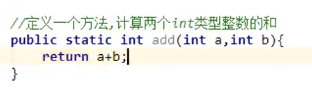 //定义一个方法,计算两个int类型整数的和
public static int add(int a,int b){
    return a+b;
}